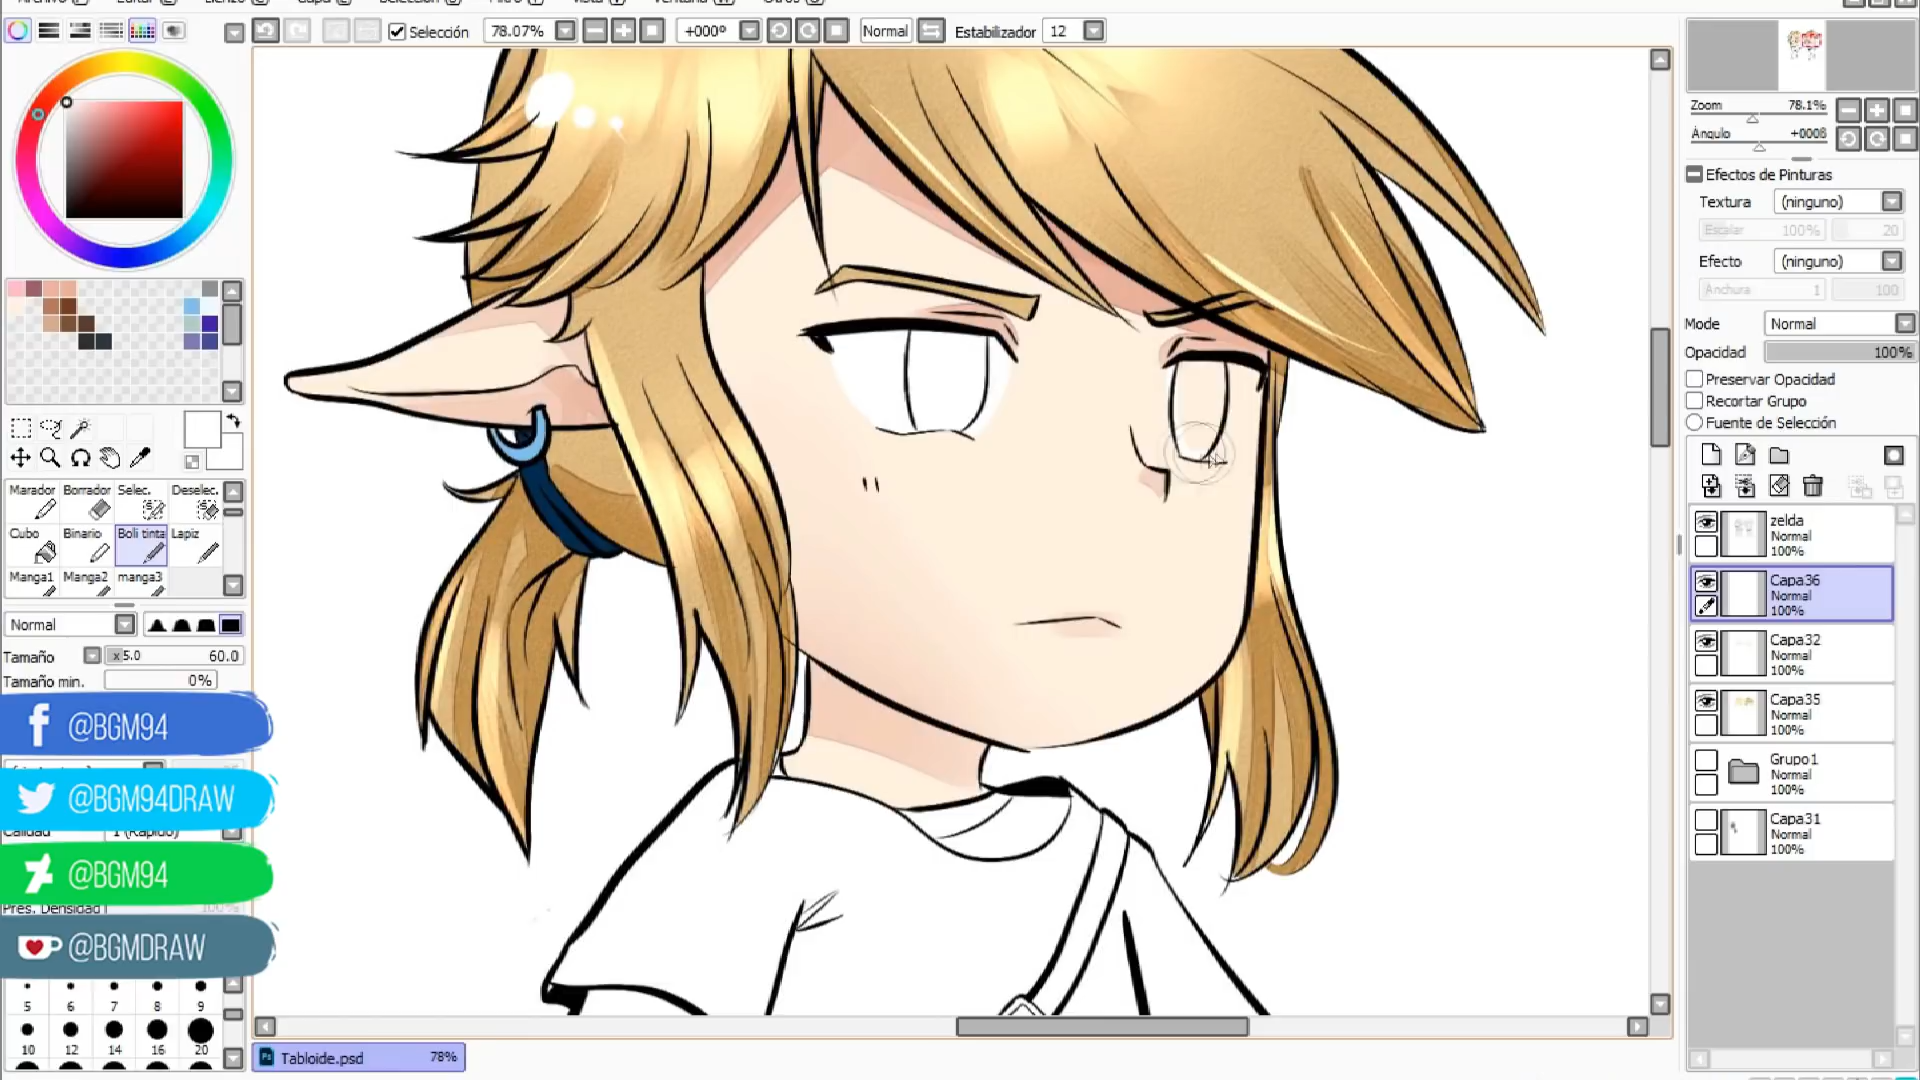 Selección
78.07%
+000º
Normal
Estabilizador
12
Zoom
78.1%
Ángulo
+0008
Efectos de Pinturas
Textura
(ninguno)
Escalar
100%
20
Efecto
(ninguno)
Anchura
1
100
Mode
Normal
Opacidad
100%
Preservar Opacidad
Recortar Grupo
Fuente de Selección
Marador
Borrador
Selec.
Deselec.
Cubo
Binario
Boli tinta
Lapiz
Manga1
Manga2
manga3
Normal
Tamaño
x5.0
60.0
Tamaño min.
0%
@BGM94
@BGM94DRAW
Calidad
1 (Rápido)
@BGM94
Pres. Densidad
100%
@BGMDRAW
5
6
7
8
9
10
12
14
16
20
zelda
Normal
100%
Capa36
Normal
100%
Capa32
Normal
100%
Capa35
Normal
100%
Grupo1
Normal
100%
Capa31
Normal
100%
Tabloide.psd
78%